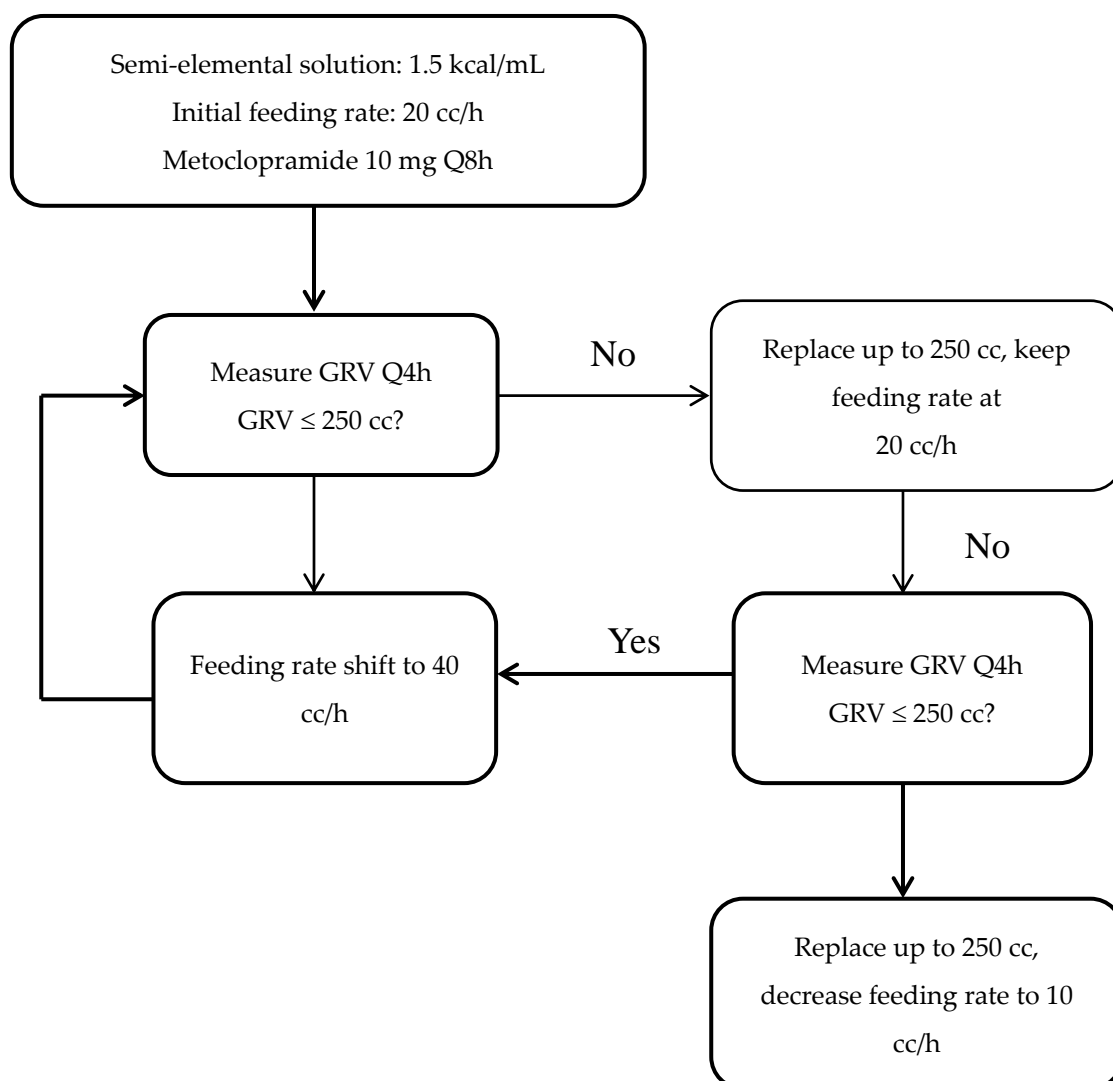 Semi-elemental solution: 1.5 kcal/mL
Initial feeding rate: 20 cc/h
Metoclopramide 10 mg Q8h
Measure GRV Q4h
GRV ≤ 250 cc?
No
Replace up to 250 cc, keep
feeding rate at
20 cc/h
No
Feeding rate shift to 40
cc/h
Yes
Measure GRV Q4h
GRV ≤ 250 cc?
Replace up to 250 cc,
decrease feeding rate to 10
cc/h